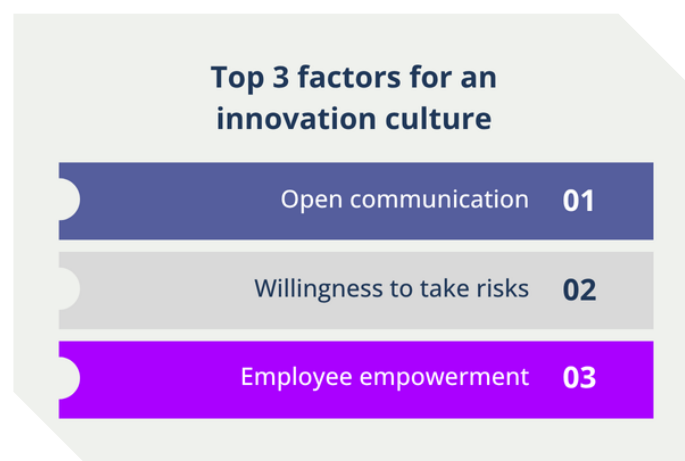 Top 3 factors for an
innovation culture
Open communication 01
Willingness to take risks 02
Employee empowerment 03